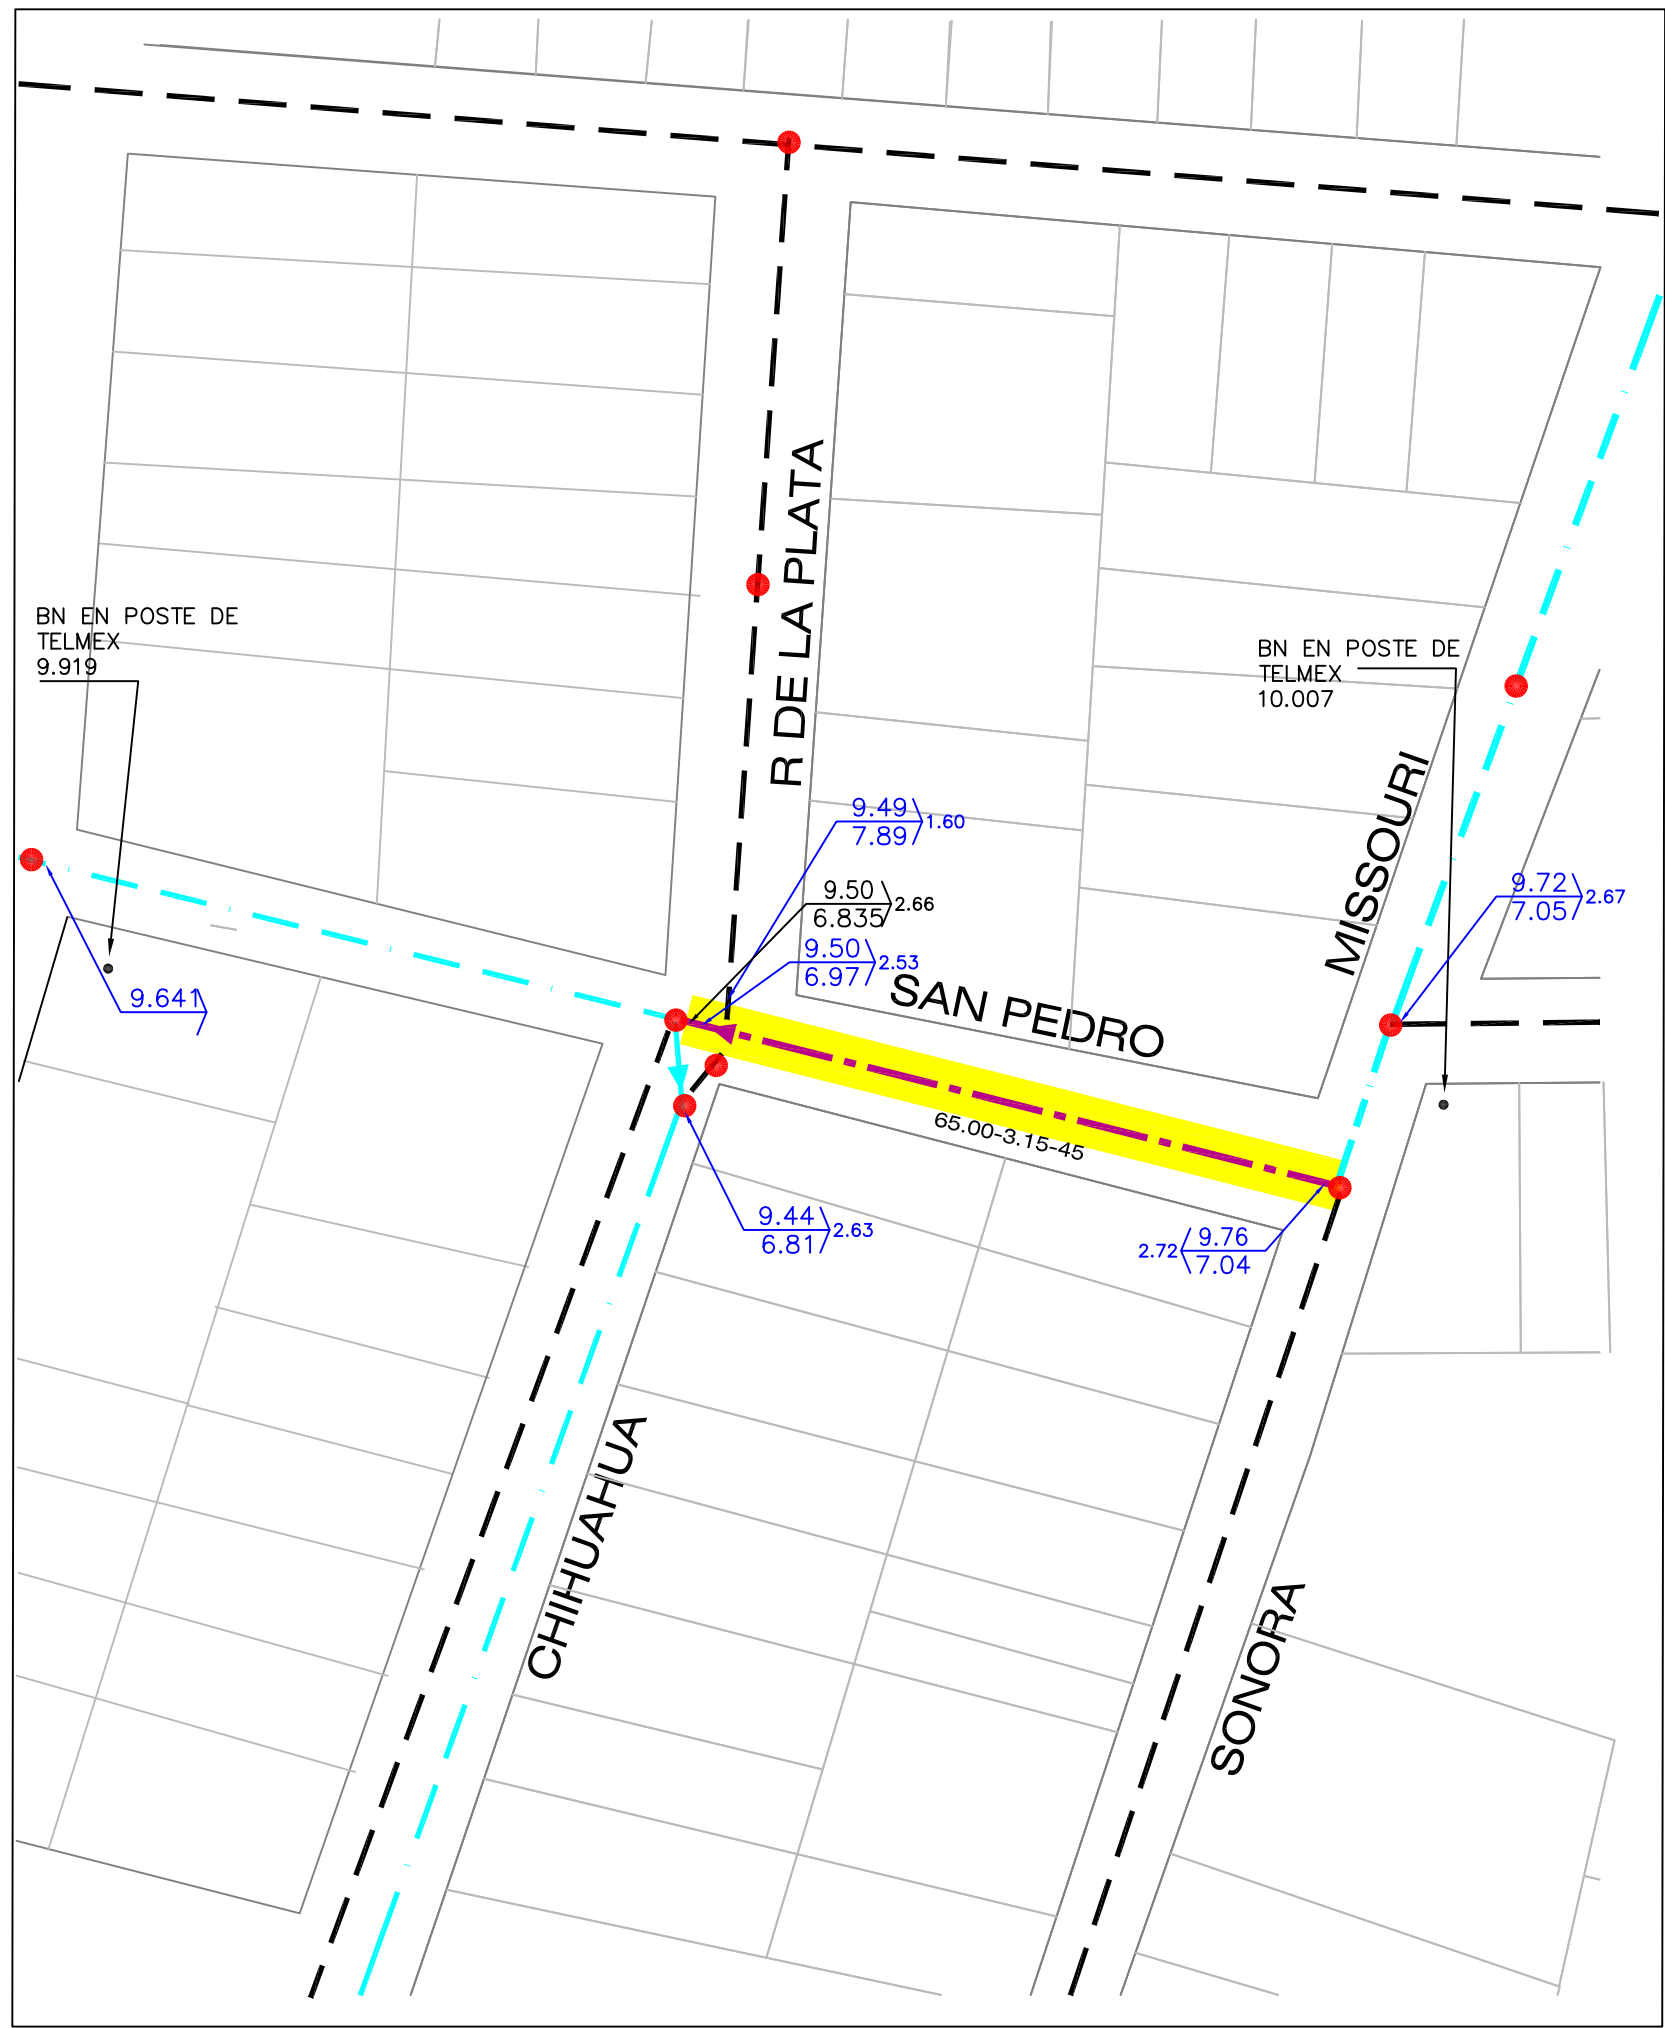 R DE LA PLATA
BN EN POSTE DE
TELMEX
9.919
BN EN POSTE DE
TELMEX
10.007
MISSOURI
9.49
7.89
1.60
9.50
6.835
2.66
9.50
6.97
2.53
9.72
7.05
2.67
9.641
SAN PEDRO
65.00-3.15-45
9.44
6.81
2.63
2.72
9.76
7.04
CHIHUAHUA
SONORA